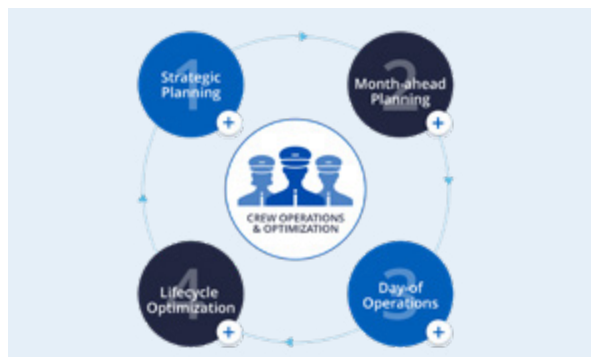 1
Strategic
Planning
+
2
Month-ahead
Planning
+
CREW OPERATIONS
& OPTIMIZATION
4
Lifecycle
Optimization
+
3
Day-of
Operations
+